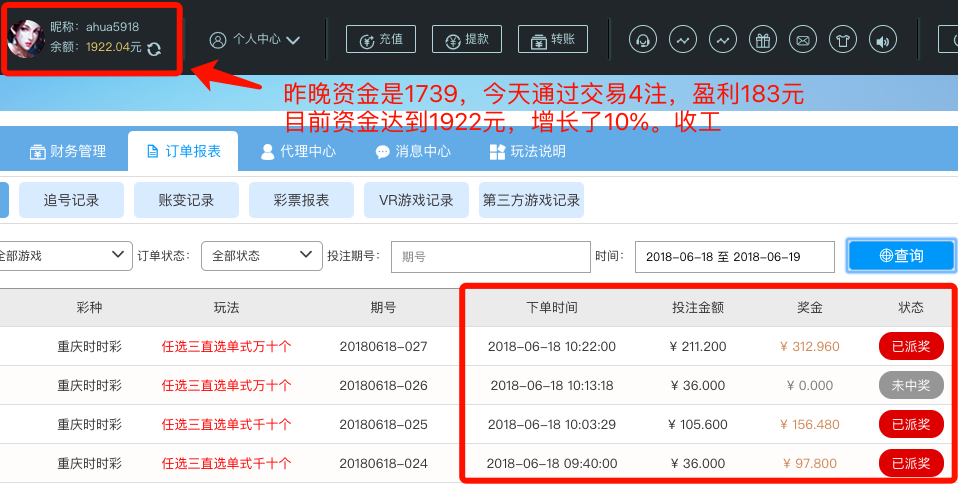 昵称：ahua5918
余额：1922.04元
个人中心
充值
提款
转账
昨晚资金是1739，今天通过交易4注，盈利183元
目前资金达到1922元，增长了10%。收工
财务管理
订单报表
代理中心
消息中心
玩法说明
追号记录
账变记录
彩票报表
VR游戏记录
第三方游戏记录
全部游戏
订单状态：
全部状态
投注期号：
期号
时间：
2018-06-18 至 2018-06-19
查询
彩种 玩法 期号 下单时间 投注金额 奖金 状态
重庆时时彩 任选三直选单式万十个 20180618-027 2018-06-18 10:22:00 ¥ 211.200 ¥ 312.960 已派奖
重庆时时彩 任选三直选单式万十个 20180618-026 2018-06-18 10:13:18 ¥ 36.000 ¥ 0.000 未中奖
重庆时时彩 任选三直选单式千十个 20180618-025 2018-06-18 10:03:29 ¥ 105.600 ¥ 156.480 已派奖
重庆时时彩 任选三直选单式千十个 20180618-024 2018-06-18 09:40:00 ¥ 36.000 ¥ 97.800 已派奖